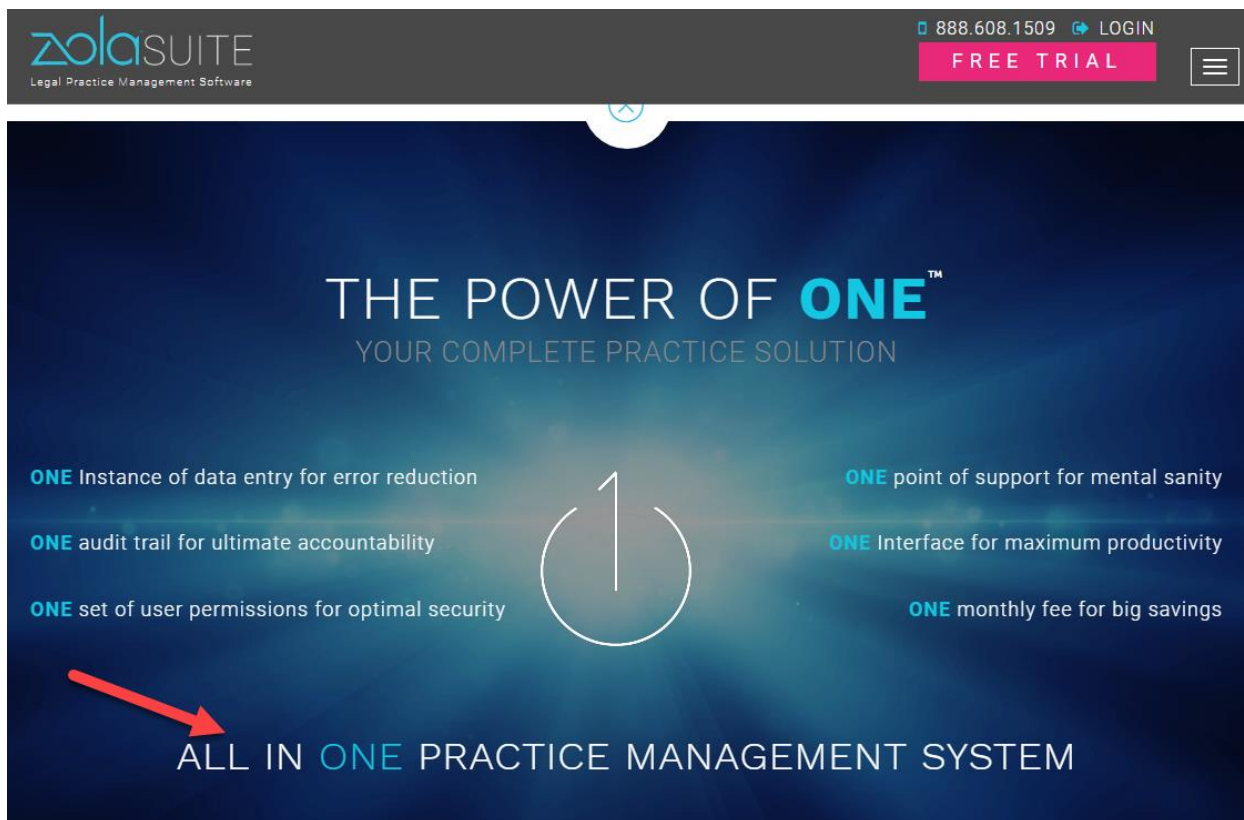 zolaSUITE
Legal Practice Management Software
888.608.1509 LOGIN
FREE TRIAL
THE POWER OF ONE™
YOUR COMPLETE PRACTICE SOLUTION
ONE Instance of data entry for error reduction
ONE audit trail for ultimate accountability
ONE set of user permissions for optimal security
ONE point of support for mental sanity
ONE Interface for maximum productivity
ONE monthly fee for big savings
ALL IN ONE PRACTICE MANAGEMENT SYSTEM